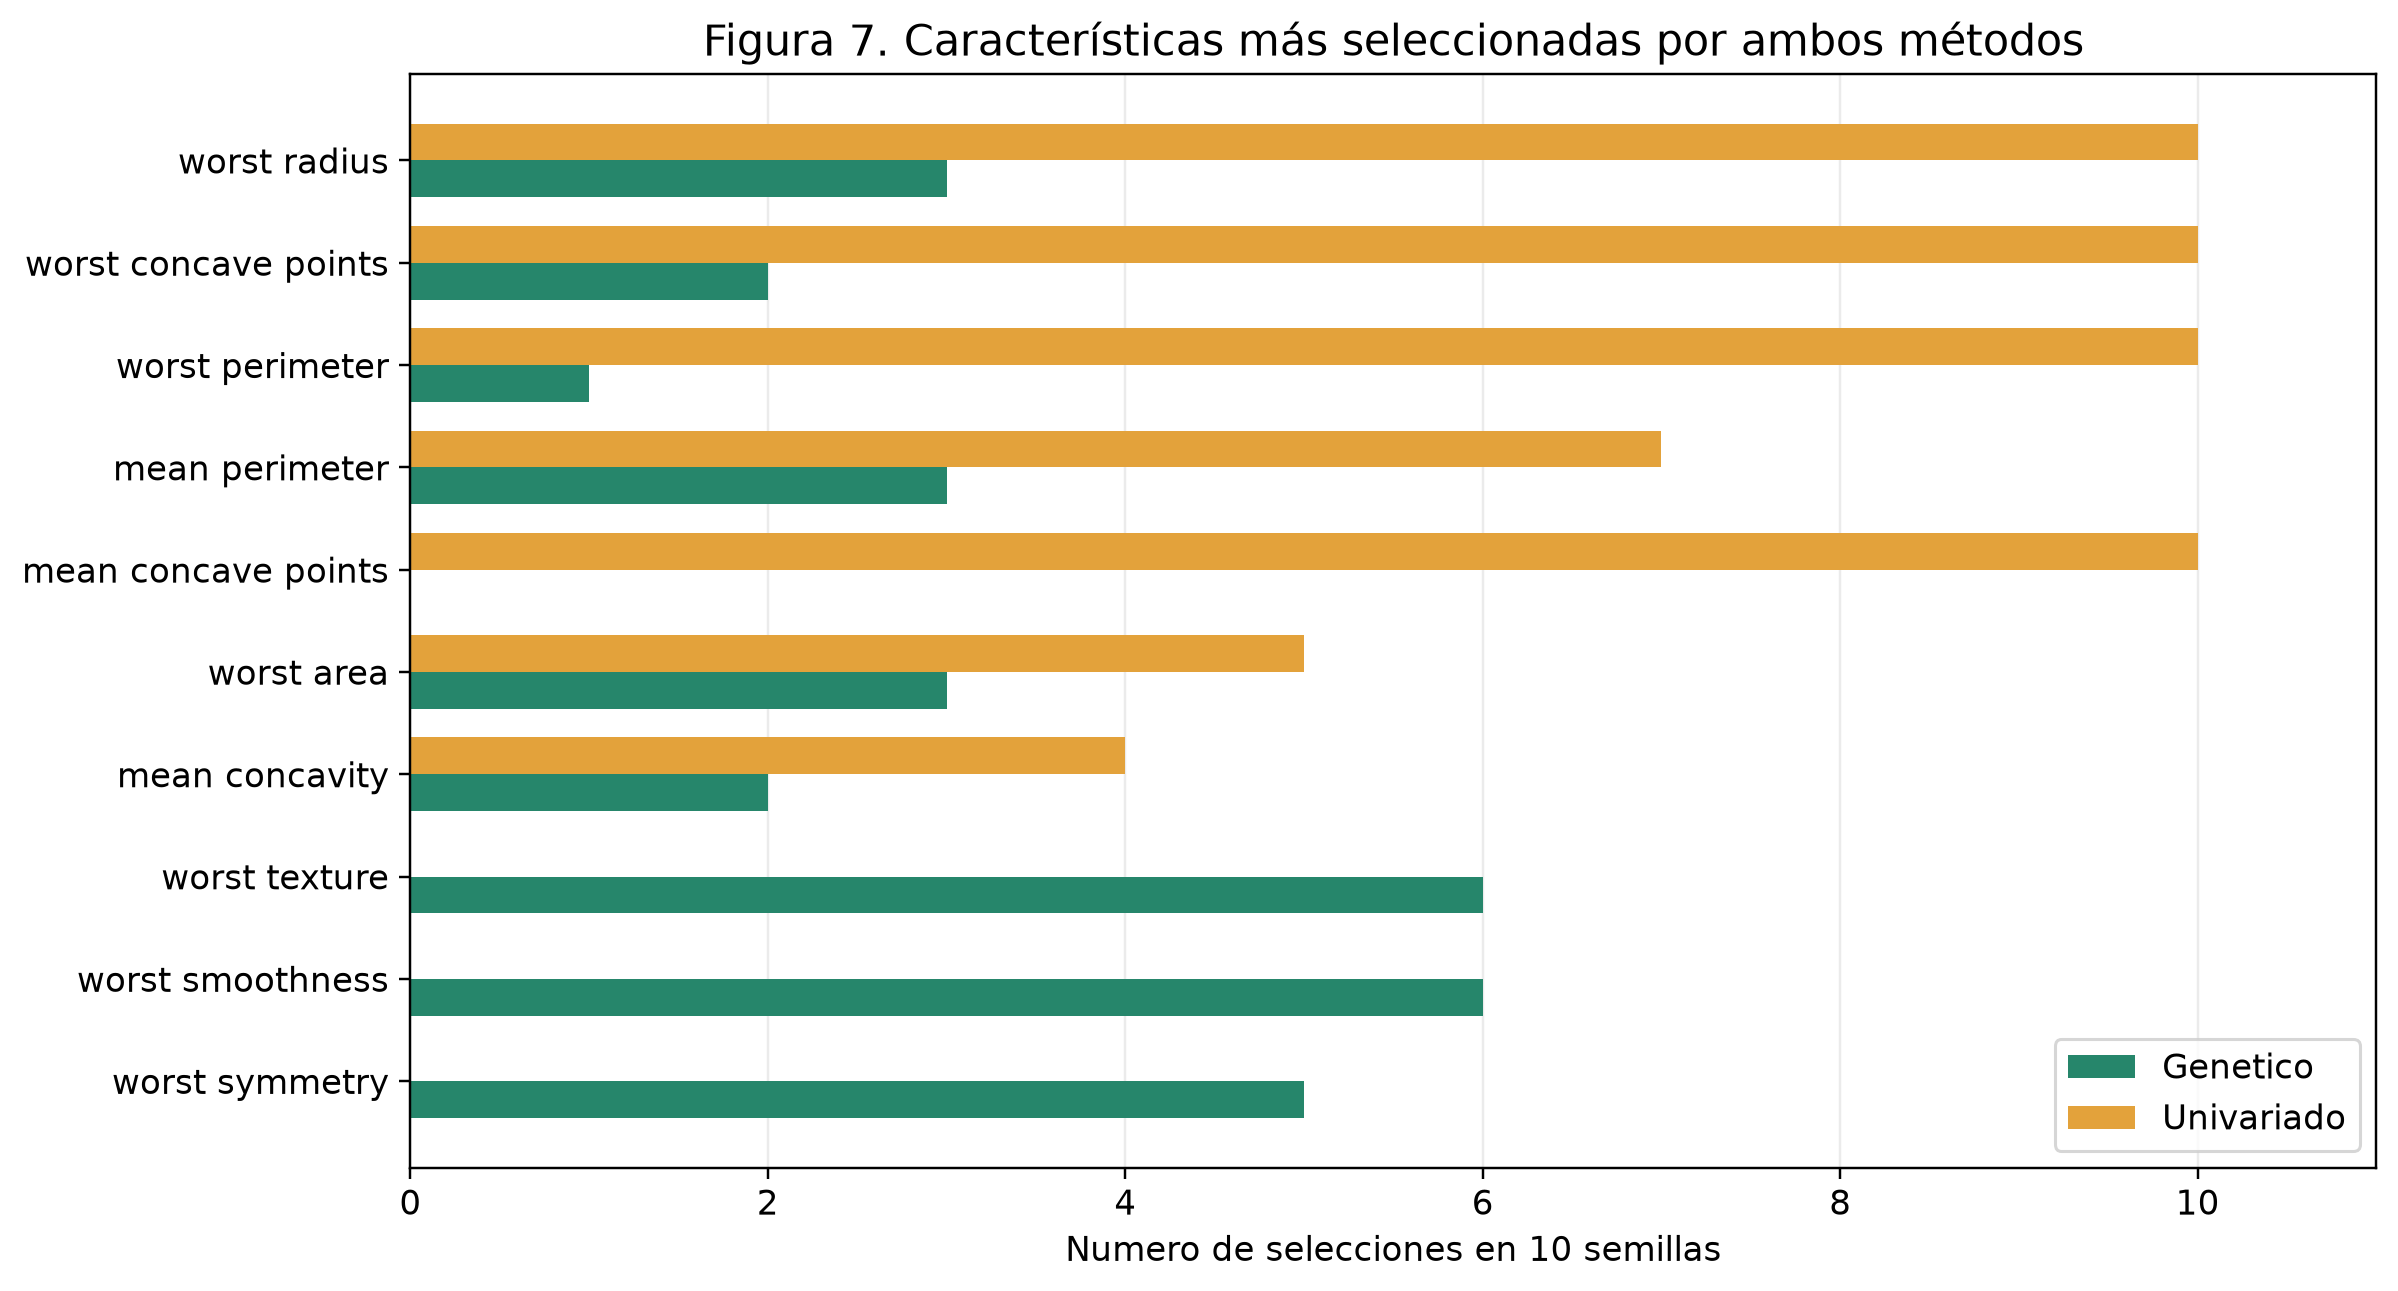 Figura 7. Características más seleccionadas por ambos métodos
worst radius
worst concave points
worst perimeter
mean perimeter
mean concave points
worst area
mean concavity
worst texture
worst smoothness
worst symmetry
Genetico
Univariado
0 2 4 6 8 10
Numero de selecciones en 10 semillas